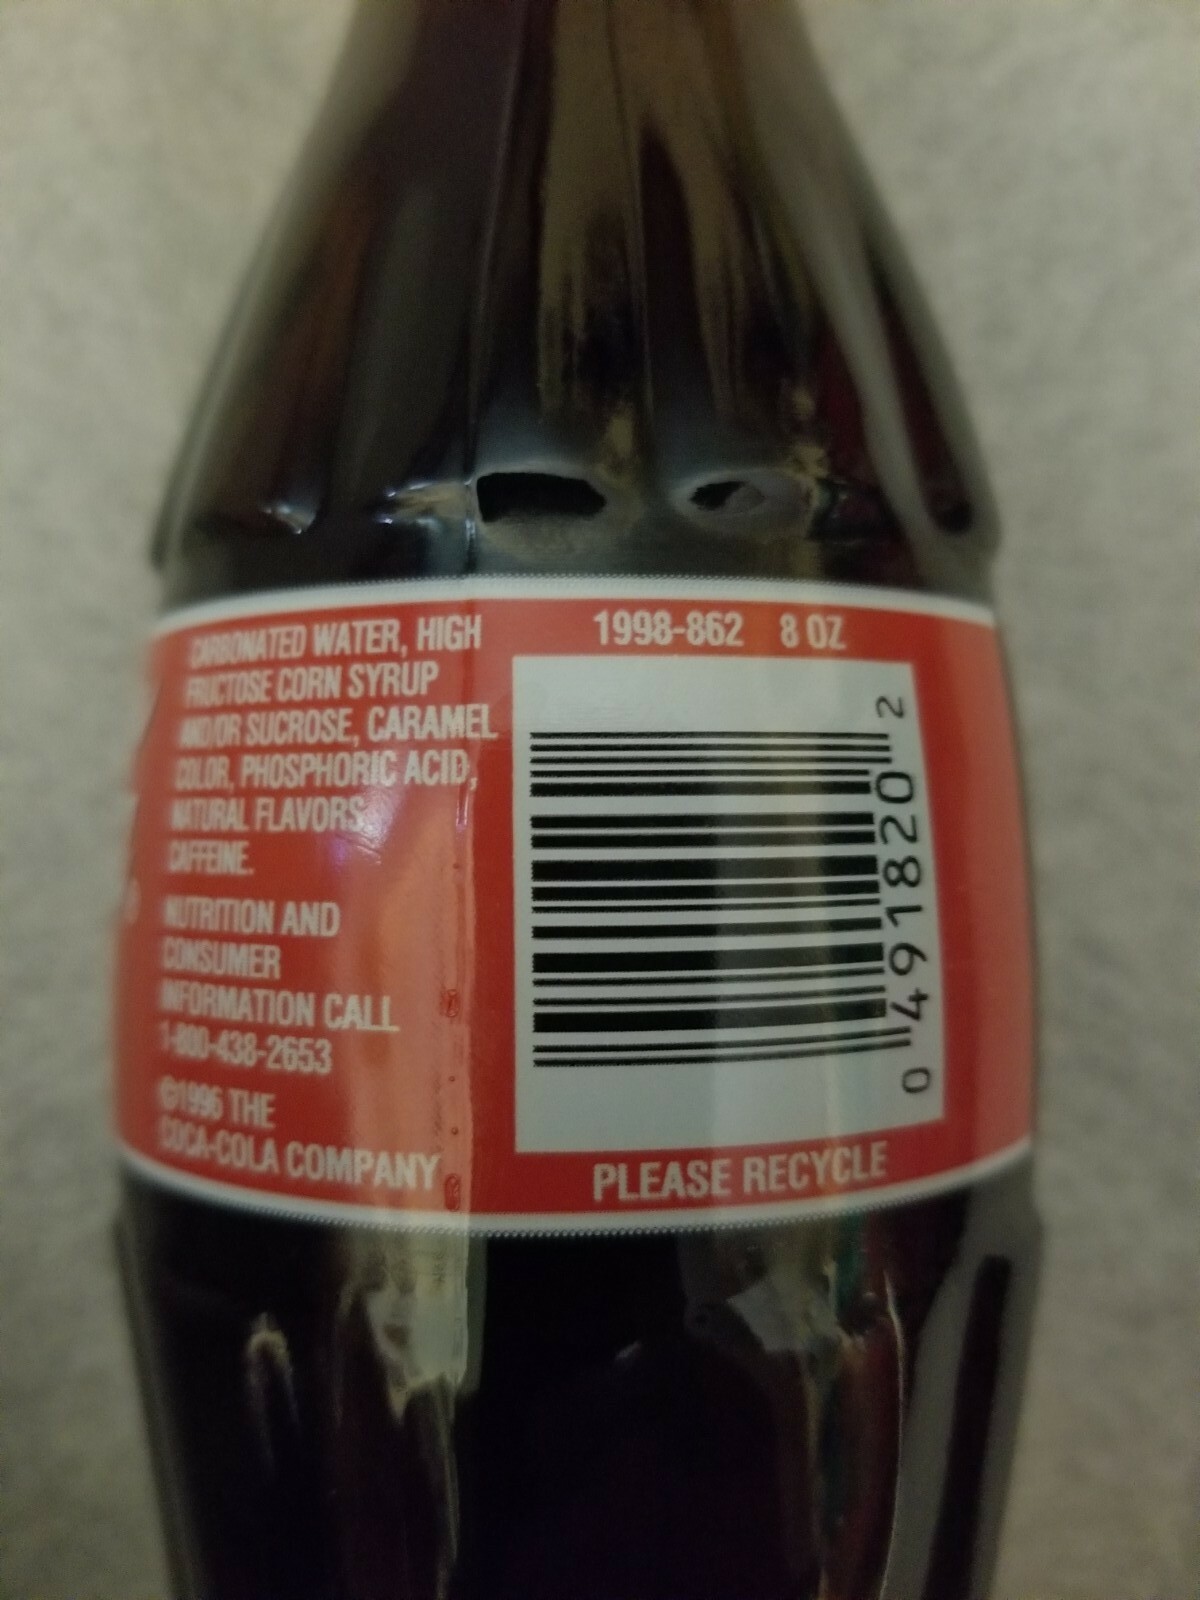 CARBONATED WATER, HIGH
FRUCTOSE CORN SYRUP
AND/OR SUCROSE, CARAMEL
COLOR, PHOSPHORIC ACID,
NATURAL FLAVORS,
CAFFEINE.
NUTRITION AND
CONSUMER
INFORMATION CALL
1-800-438-2653
©1996 THE
COCA-COLA COMPANY
1998-862 8 OZ
0 491820 2
PLEASE RECYCLE